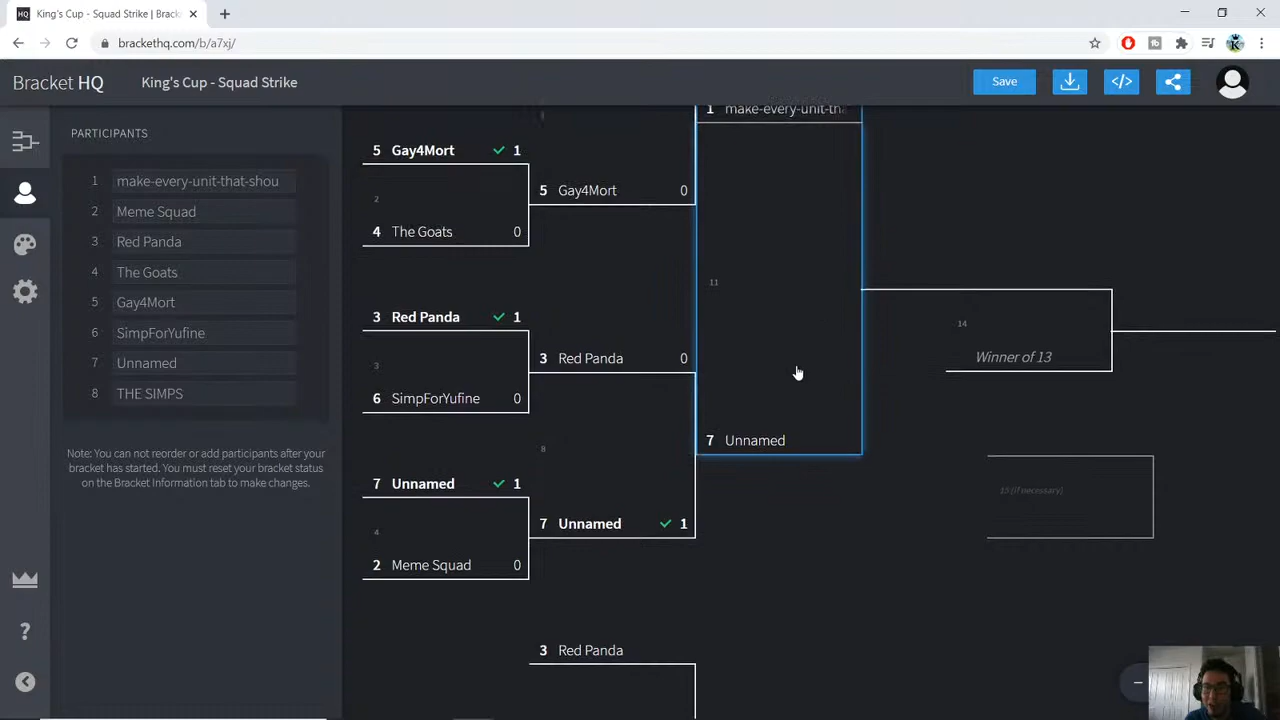 King's Cup - Squad Strike | Brack
brackethq.com/b/a7xj/
Bracket HQ
King's Cup - Squad Strike
Save
PARTICIPANTS
1 make-every-unit-that-shou
2 Meme Squad
3 Red Panda
4 The Goats
5 Gay4Mort
6 SimpForYufine
7 Unnamed
8 THE SIMPS
Note: You can not reorder or add participants after your
bracket has started. You must reset your bracket status
on the Bracket Information tab to make changes.
5 Gay4Mort 1
2
4 The Goats 0
3 Red Panda 1
3
6 SimpForYufine 0
7 Unnamed 1
4
2 Meme Squad 0
5 Gay4Mort 0
3 Red Panda 0
8
7 Unnamed 1
3 Red Panda
1 make-every-unit-tha
11
7 Unnamed
14
Winner of 13
15 (if necessary)